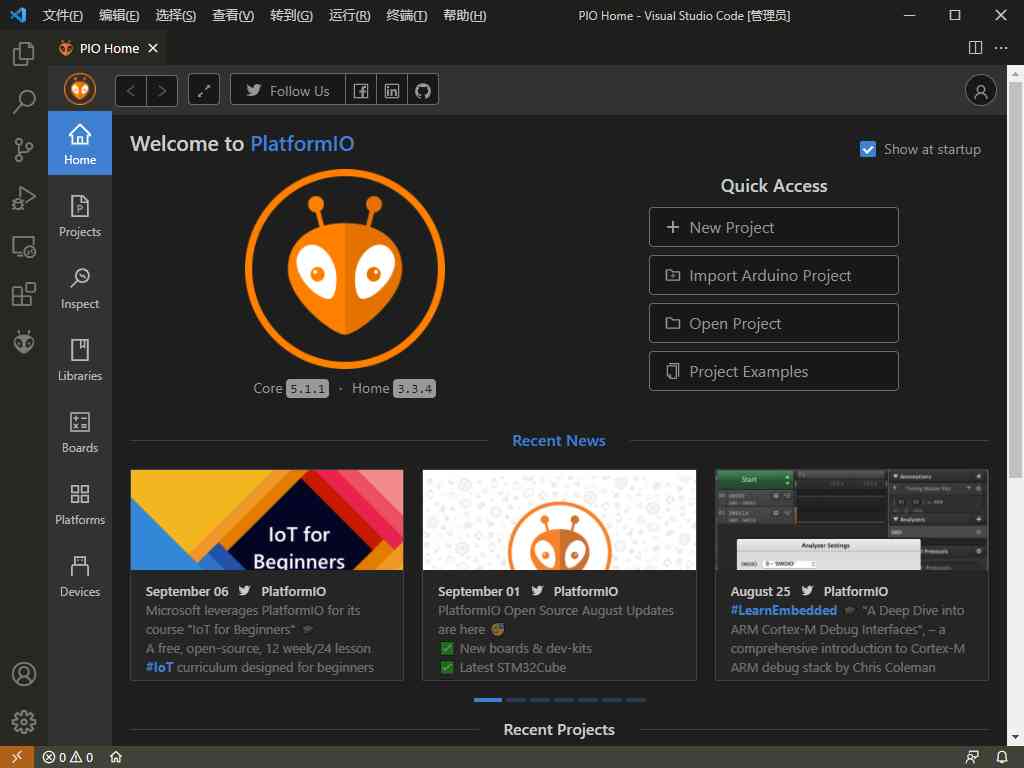 文件(F) 编辑(E) 选择(S) 查看(V) 转到(G) 运行(R) 终端(T) 帮助(H) PIO Home - Visual Studio Code [管理员]
PIO Home
Follow Us
Home
Projects
Inspect
Libraries
Boards
Platforms
Devices
Welcome to PlatformIO
Show at startup
Quick Access
New Project
Import Arduino Project
Open Project
Project Examples
Core 5.1.1 · Home 3.3.4
Recent News
IoT for
Beginners
September 06 PlatformIO
Microsoft leverages PlatformIO for its
course "IoT for Beginners"
A free, open-source, 12 week/24 lesson
#IoT curriculum designed for beginners
September 01 PlatformIO
PlatformIO Open Source August Updates
are here
New boards & dev-kits
Latest STM32Cube
Start
Annotations
Analyzers
Analyzer Settings
Protocols
August 25 PlatformIO
#LearnEmbedded "A Deep Dive into
ARM Cortex-M Debug Interfaces", – a
comprehensive introduction to Cortex-M
ARM debug stack by Chris Coleman
Recent Projects
0 0